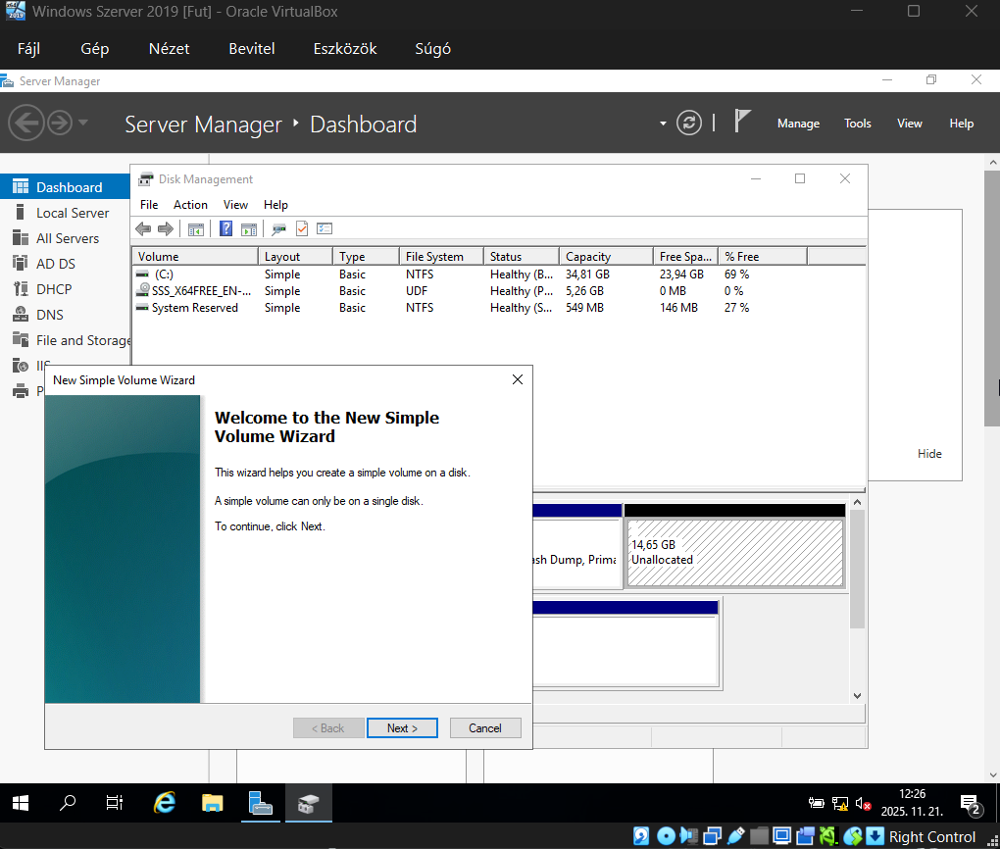 Windows Szerver 2019 [Fut] - Oracle VirtualBox
Fájl Gép Nézet Bevitel Eszközök Súgó
Server Manager
Server Manager Dashboard
Manage Tools View Help
Dashboard
Local Server
All Servers
AD DS
DHCP
DNS
File and Storage
IIS
P
Disk Management
File Action View Help
Volume Layout Type File System Status Capacity Free Spa... % Free
(C:) Simple Basic NTFS Healthy (B... 34,81 GB 23,94 GB 69 %
SSS_X64FREE_EN-... Simple Basic UDF Healthy (P... 5,26 GB 0 MB 0 %
System Reserved Simple Basic NTFS Healthy (S... 549 MB 146 MB 27 %
Hide
New Simple Volume Wizard
Welcome to the New Simple
Volume Wizard
This wizard helps you create a simple volume on a disk.
A simple volume can only be on a single disk.
To continue, click Next.
< Back Next > Cancel
ash Dump, Prima
14,65 GB
Unallocated
12:26
2025. 11. 21.
2
Right Control